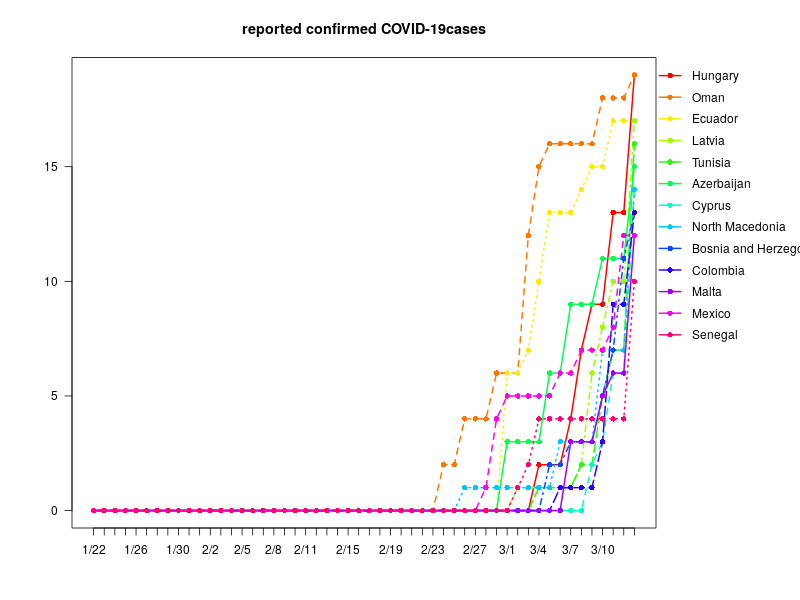 reported confirmed COVID-19cases
Hungary
Oman
Ecuador
Latvia
Tunisia
Azerbaijan
Cyprus
North Macedonia
Bosnia and Herzego
Colombia
Malta
Mexico
Senegal
15
10
5
0
1/22 1/26 1/30 2/2 2/5 2/8 2/11 2/15 2/19 2/23 2/27 3/1 3/4 3/7 3/10